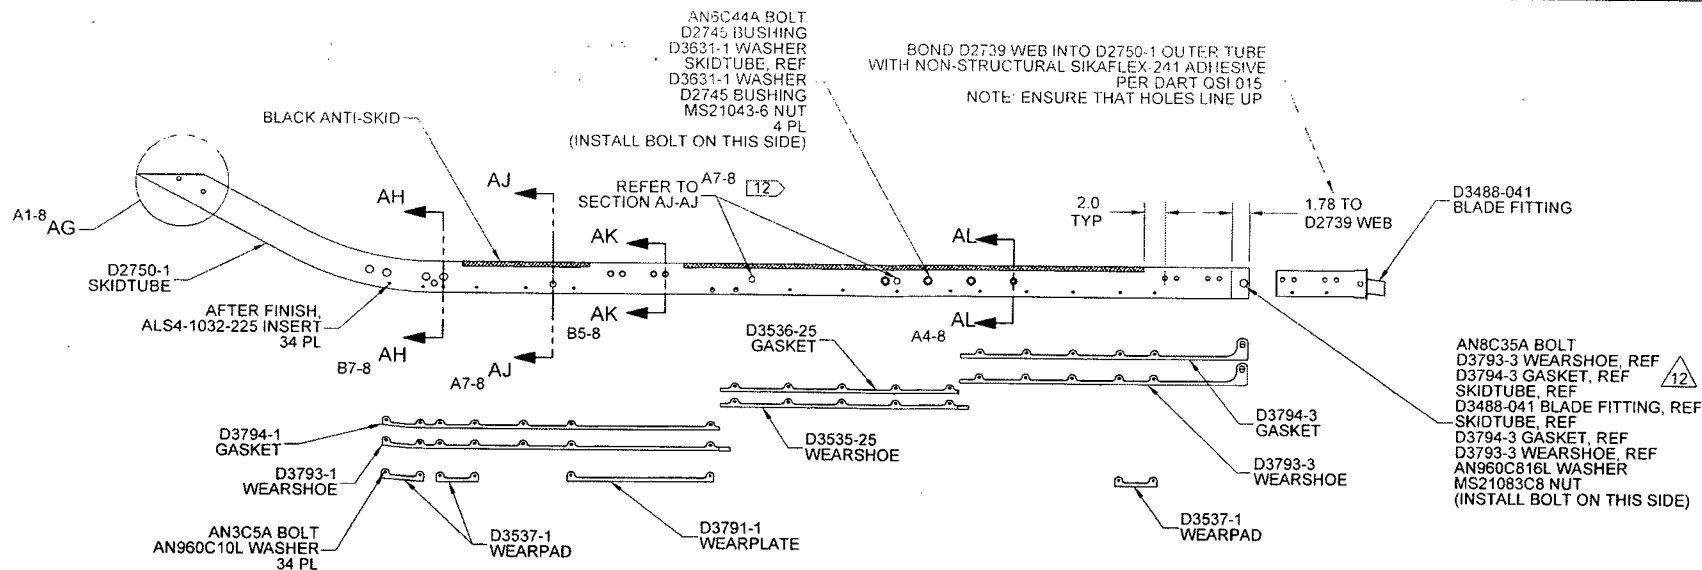 AN6C44A BOLT
D2745 BUSHING
D3631-1 WASHER
SKIDTUBE, REF
D3631-1 WASHER
D2745 BUSHING
MS21043-6 NUT
4 PL
(INSTALL BOLT ON THIS SIDE)
BOND D2739 WEB INTO D2750-1 OUTER TUBE
WITH NON-STRUCTURAL SIKAFLEX-241 ADHESIVE
PER DART QSI 015
NOTE: ENSURE THAT HOLES LINE UP
BLACK ANTI-SKID
A1-8
AG
AH
AJ
REFER TO
SECTION AJ-AJ
A7-8
12
AK
AL
2.0
TYP
1.78 TO
D2739 WEB
D3488-041
BLADE FITTING
D2750-1
SKIDTUBE
AFTER FINISH,
ALS4-1032-225 INSERT
34 PL
AH
B7-8
AJ
A7-8
AK
B5-8
AL
A4-8
D3536-25
GASKET
D3794-1
GASKET
D3793-1
WEARSHOE
D3535-25
WEARSHOE
D3794-3
GASKET
D3793-3
WEARSHOE
AN3C5A BOLT
AN960C10L WASHER
34 PL
D3537-1
WEARPAD
D3791-1
WEARPLATE
D3537-1
WEARPAD
AN8C35A BOLT
D3793-3 WEARSHOE, REF
D3794-3 GASKET, REF
SKIDTUBE, REF
D3488-041 BLADE FITTING, REF
SKIDTUBE, REF
D3794-3 GASKET, REF
D3793-3 WEARSHOE, REF
AN960C816L WASHER
MS21083C8 NUT
(INSTALL BOLT ON THIS SIDE)
12